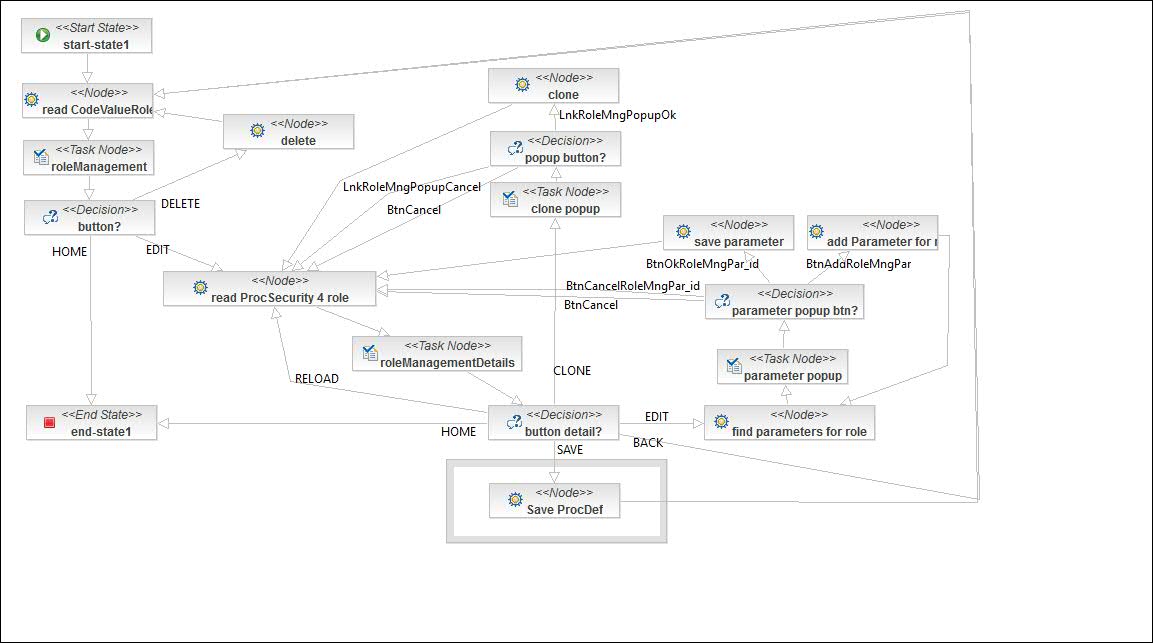 <<Start State>>
start-state1
<<Node>>
read CodeValueRole
<<Node>>
clone
LnkRoleMngPopupOk
<<Node>>
delete
<<Decision>>
popup button?
<<Task Node>>
roleManagement
LnkRoleMngPopupCancel
<<Task Node>>
clone popup
DELETE
BtnCancel
<<Decision>>
button?
HOME
EDIT
<<Node>>
save parameter
<<Node>>
add Parameter for r
BtnOkRoleMngPar_id
BtnAddRoleMngPar
<<Node>>
read ProcSecurity 4 role
BtnCancelRoleMngPar_id
BtnCancel
<<Decision>>
parameter popup btn?
<<Task Node>>
roleManagementDetails
<<Task Node>>
parameter popup
RELOAD
CLONE
<<End State>>
end-state1
HOME
<<Decision>>
button detail?
EDIT
<<Node>>
find parameters for role
BACK
SAVE
<<Node>>
Save ProcDef